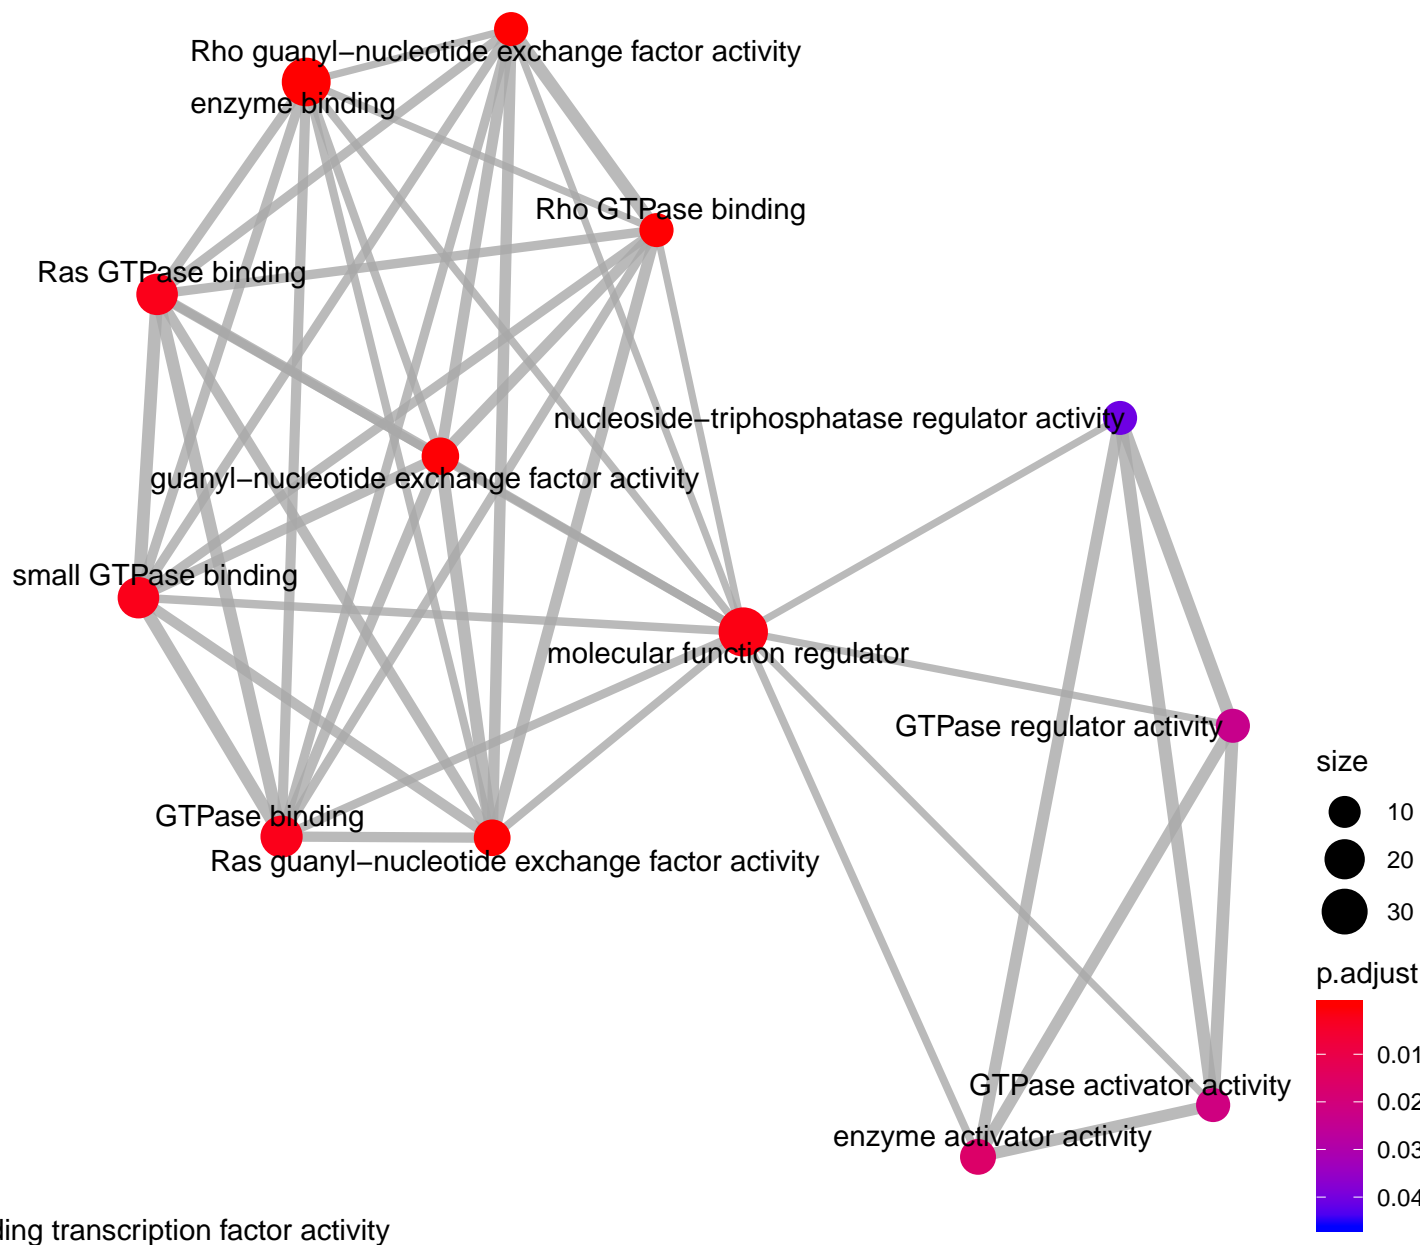 Rho guanyl−nucleotide exchange factor activity
enzyme binding
Rho GTPase binding
Ras GTPase binding
nucleoside−triphosphatase regulator activity
guanyl−nucleotide exchange factor activity
small GTPase binding
molecular function regulator
GTPase regulator activity
size
10
20
30
GTPase binding
Ras guanyl−nucleotide exchange factor activity
p.adjust
0.01
0.02
0.03
0.04
GTPase activator activity
enzyme activator activity
ding transcription factor activity